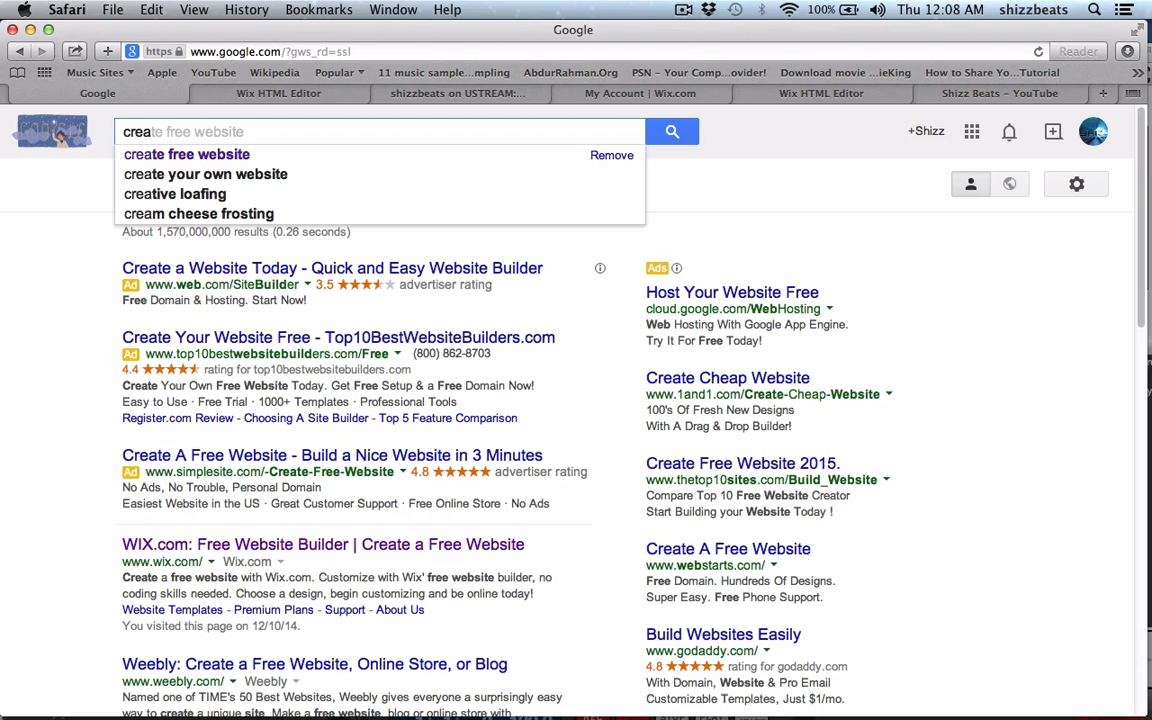 Safari File Edit View History Bookmarks Window Help 100% Thu 12:08 AM shizzbeats
Google
https www.google.com/?gws_rd=ssl Reader
Music Sites Apple YouTube Wikipedia Popular 11 music sample...mpling AbdurRahman.Org PSN - Your Comp...ovider! Download movie ...ieKing How to Share Yo...Tutorial
Google Wix HTML Editor shizzbeats on USTREAM:... My Account | Wix.com Wix HTML Editor Shizz Beats - YouTube
create free website
+Shizz
create free website Remove
create your own website
creative loafing
cream cheese frosting
About 1,570,000,000 results (0.26 seconds)
Create a Website Today - Quick and Easy Website Builder
Ad www.web.com/SiteBuilder 3.5 advertiser rating
Free Domain & Hosting. Start Now!
Create Your Website Free - Top10BestWebsiteBuilders.com
Ad www.top10bestwebsitebuilders.com/Free (800) 862-8703
4.4 rating for top10bestwebsitebuilders.com
Create Your Own Free Website Today. Get Free Setup & a Free Domain Now!
Easy to Use · Free Trial · 1000+ Templates · Professional Tools
Register.com Review - Choosing A Site Builder - Top 5 Feature Comparison
Create A Free Website - Build a Nice Website in 3 Minutes
Ad www.simplesite.com/-Create-Free-Website 4.8 advertiser rating
No Ads, No Trouble, Personal Domain
Easiest Website in the US · Great Customer Support · Free Online Store · No Ads
WIX.com: Free Website Builder | Create a Free Website
www.wix.com/ Wix.com
Create a free website with Wix.com. Customize with Wix' free website builder, no
coding skills needed. Choose a design, begin customizing and be online today!
Website Templates - Premium Plans - Support - About Us
You visited this page on 12/10/14.
Weebly: Create a Free Website, Online Store, or Blog
www.weebly.com/ Weebly
Named one of TIME's 50 Best Websites, Weebly gives everyone a surprisingly easy
way to create a unique site. Make a free website, blog or online store with
Ads
Host Your Website Free
cloud.google.com/WebHosting
Web Hosting With Google App Engine.
Try It For Free Today!
Create Cheap Website
www.1and1.com/Create-Cheap-Website
100's Of Fresh New Designs
With A Drag & Drop Builder!
Create Free Website 2015.
www.thetop10sites.com/Build_Website
Compare Top 10 Free Website Creator
Start Building your Website Today !
Create A Free Website
www.webstarts.com/
Free Domain. Hundreds Of Designs.
Super Easy. Free Phone Support.
Build Websites Easily
www.godaddy.com/
4.8 rating for godaddy.com
With Domain, Website & Pro Email
Customizable Templates, Just $1/mo.